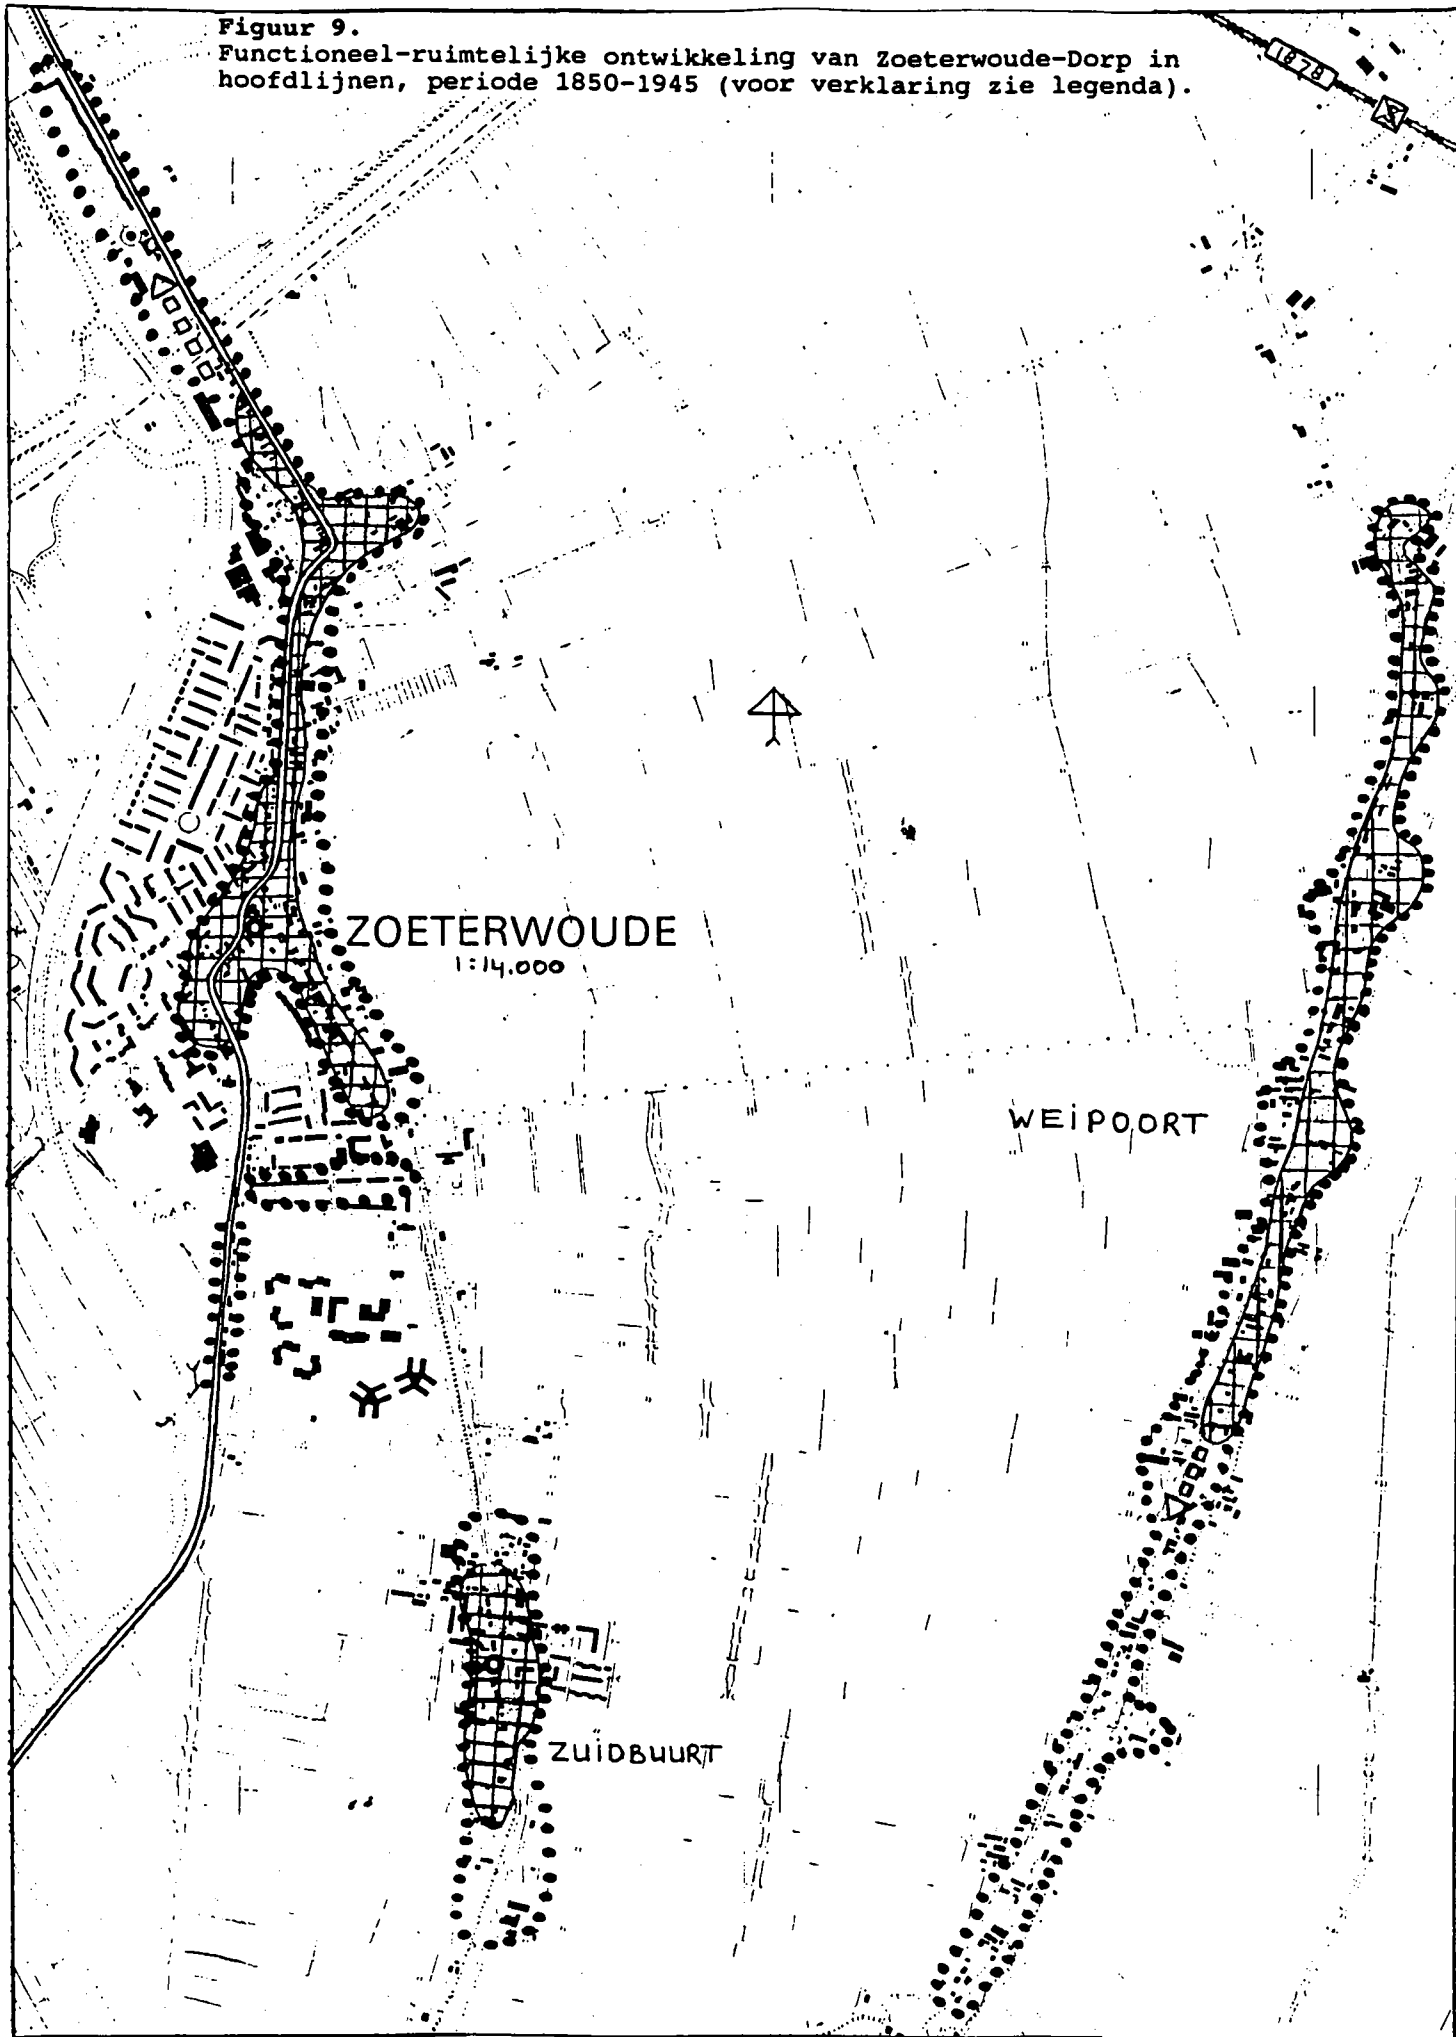 Figuur 9.
Functioneel-ruimtelijke ontwikkeling van Zoeterwoude-Dorp in
hoofdlijnen, periode 1850-1945 (voor verklaring zie legenda).
1878
S
ZOETERWOUDE
1:14.000
WEIPOORT
ZUIDBUURT